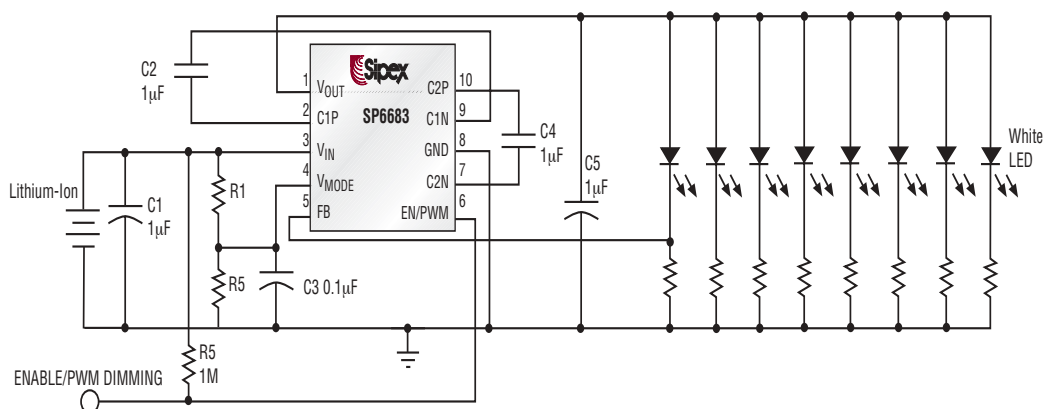 C2
1µF
Sipex
SP6683
1
VOUT
2
C1P
3
VIN
4
VMODE
5
FB
10
C2P
9
C1N
8
GND
7
C2N
6
EN/PWM
C4
1µF
C5
1µF
White
LED
Lithium-Ion
C1
1µF
R1
R5
C3 0.1µF
R5
1M
ENABLE/PWM DIMMING